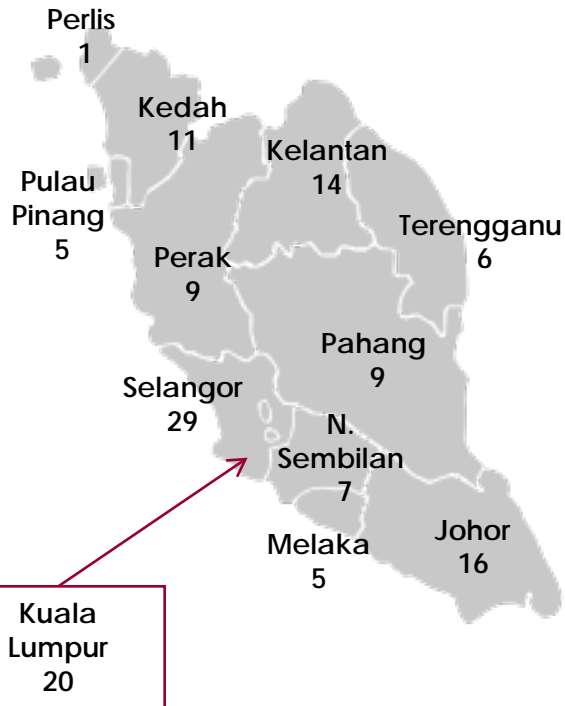 Perlis
1
Kedah
11
Kelantan
14
Pulau
Pinang
5
Terengganu
6
Perak
9
Pahang
9
Selangor
29
N.
Sembilan
7
Johor
16
Melaka
5
Kuala
Lumpur
20